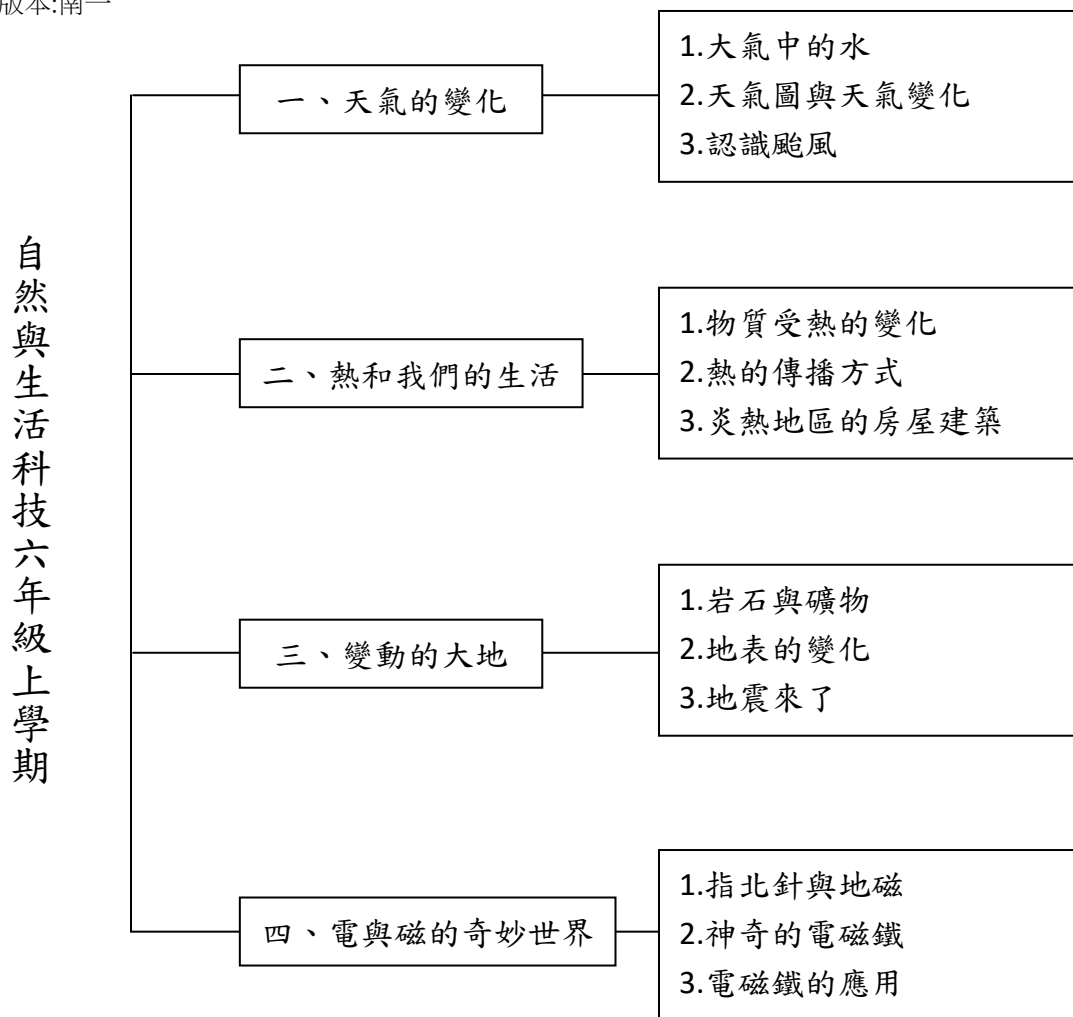 版本:南一
自然與生活科技六年級上學期
一、天氣的變化
1.大氣中的水
2.天氣圖與天氣變化
3.認識颱風
二、熱和我們的生活
1.物質受熱的變化
2.熱的傳播方式
3.炎熱地區的房屋建築
三、變動的大地
1.岩石與礦物
2.地表的變化
3.地震來了
四、電與磁的奇妙世界
1.指北針與地磁
2.神奇的電磁鐵
3.電磁鐵的應用